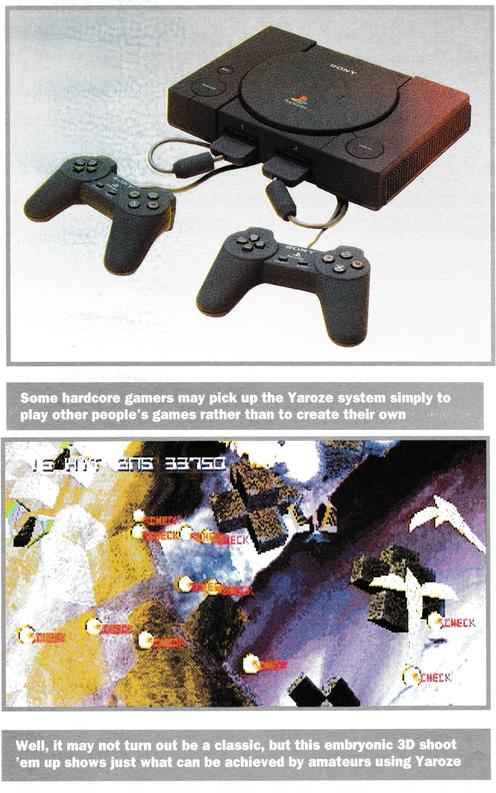 SONY
SONY
SONY
Some hardcore gamers may pick up the Yaroze system simply to
play other people's games rather than to create their own
CHECK
CHECK
CHECK
CHECK
Well, it may not turn out be a classic, but this embryonic 3D shoot
'em up shows just what can be achieved by amateurs using Yaroze